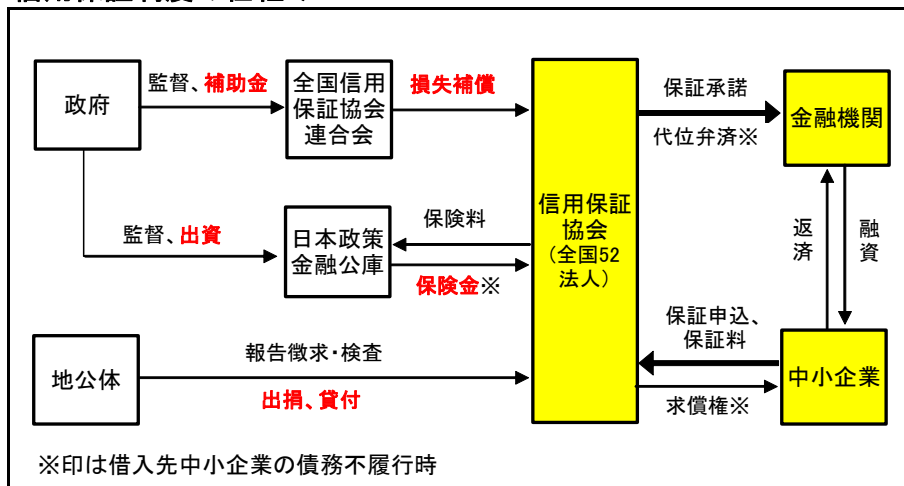 政府
監督、補助金
全国信用
保証協会
連合会
損失補償
監督、出資
日本政策
金融公庫
保険料
保険金※
地公体
報告徴求・検査
出捐、貸付
信用保証
協会
(全国52
法人)
保証承諾
代位弁済※
金融機関
返済
融資
保証申込、
保証料
求償権※
中小企業
※印は借入先中小企業の債務不履行時